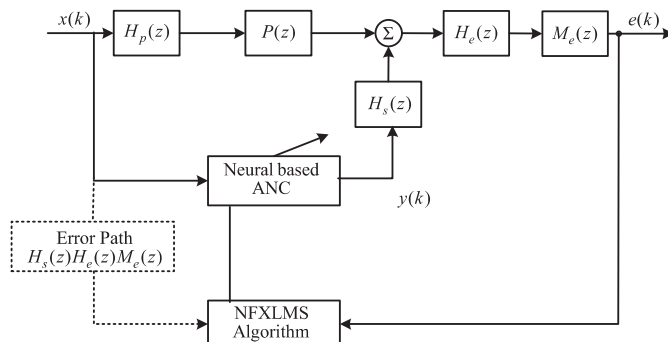 x(k)
e(k)
H_p(z)
P(z)
Σ
H_e(z)
M_e(z)
H_s(z)
Neural based
ANC
y(k)
Error Path
H_s(z)H_e(z)M_e(z)
NFXLMS
Algorithm